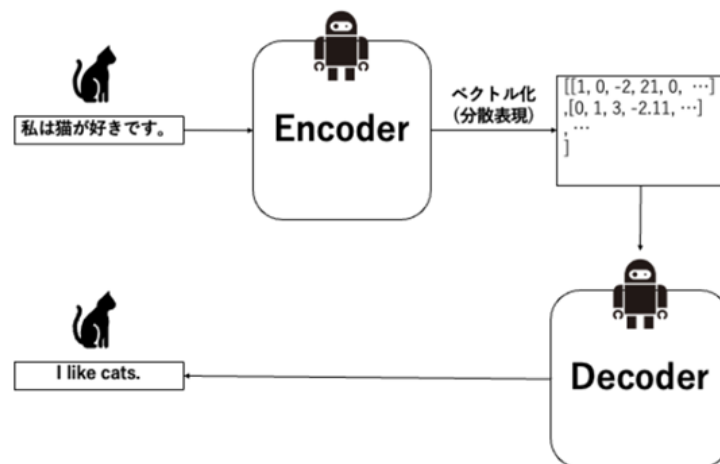 私は猫が好きです。
Encoder
ベクトル化
(分散表現)
[[1, 0, -2, 21, 0, …]
,[0, 1, 3, -2.11, …]
, …
]
Decoder
I like cats.